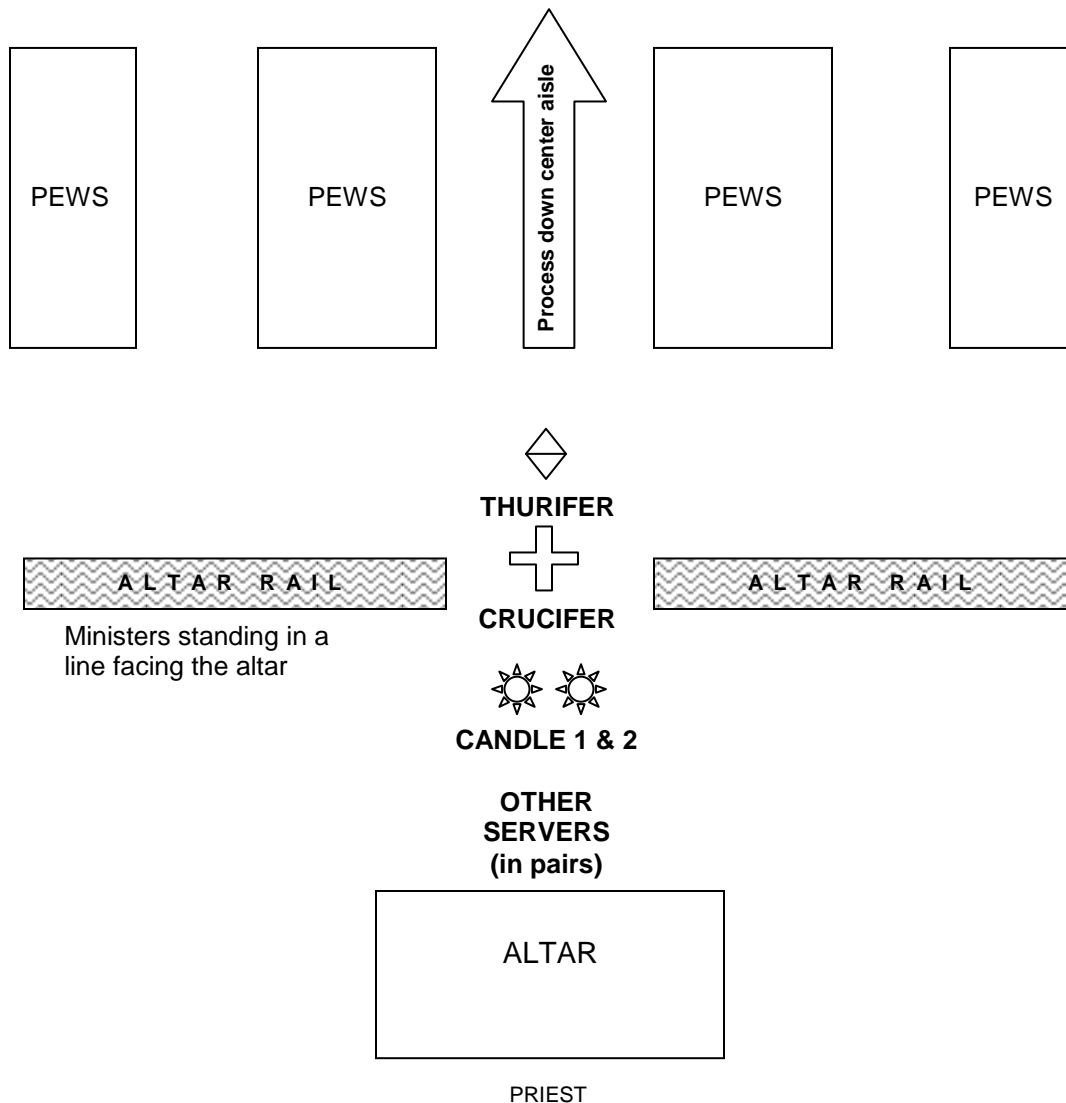 Process down center aisle
PEWS
PEWS
PEWS
PEWS
THURIFER
ALTAR RAIL
ALTAR RAIL
CRUCIFER
Ministers standing in a
line facing the altar
CANDLE 1 & 2
OTHER
SERVERS
(in pairs)
ALTAR
PRIEST